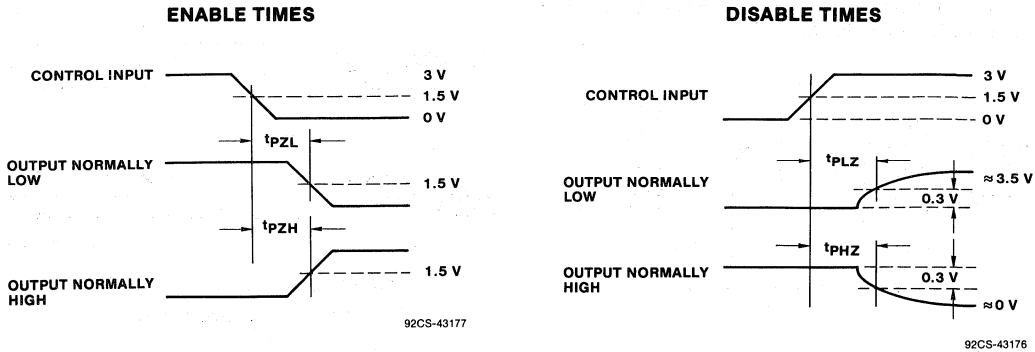 ENABLE TIMES
CONTROL INPUT
3 V
1.5 V
0 V
tPZL
OUTPUT NORMALLY
LOW
1.5 V
tPZH
OUTPUT NORMALLY
HIGH
1.5 V
92CS-43177
DISABLE TIMES
CONTROL INPUT
3 V
1.5 V
0 V
tPLZ
OUTPUT NORMALLY
LOW
≈3.5 V
0.3 V
tPHZ
OUTPUT NORMALLY
HIGH
0.3 V
≈0 V
92CS-43176